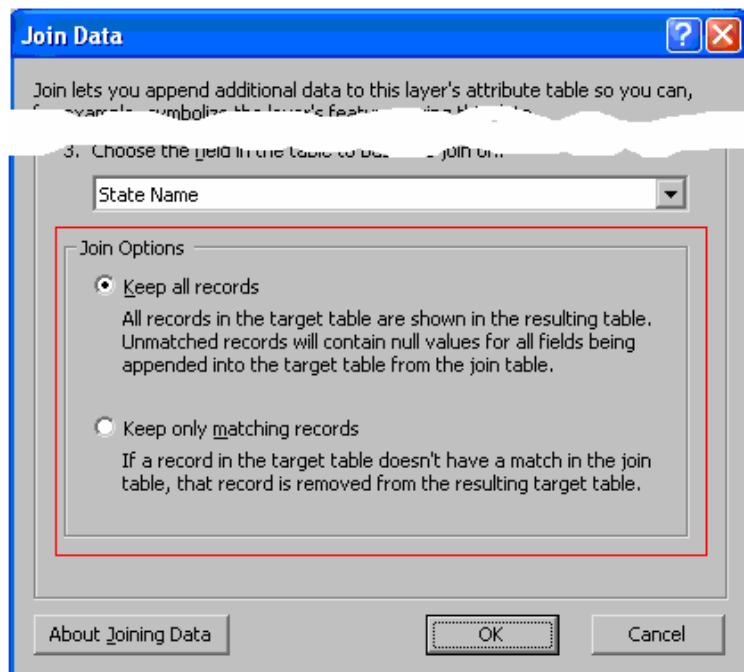 Join Data
Join lets you append additional data to this layer's attribute table so you can,
example, symbolize the layer's
3. Choose the field in the table to join on:
State Name
Join Options
Keep all records
All records in the target table are shown in the resulting table.
Unmatched records will contain null values for all fields being
appended into the target table from the join table.
Keep only matching records
If a record in the target table doesn't have a match in the join
table, that record is removed from the resulting target table.
About Joining Data
OK
Cancel